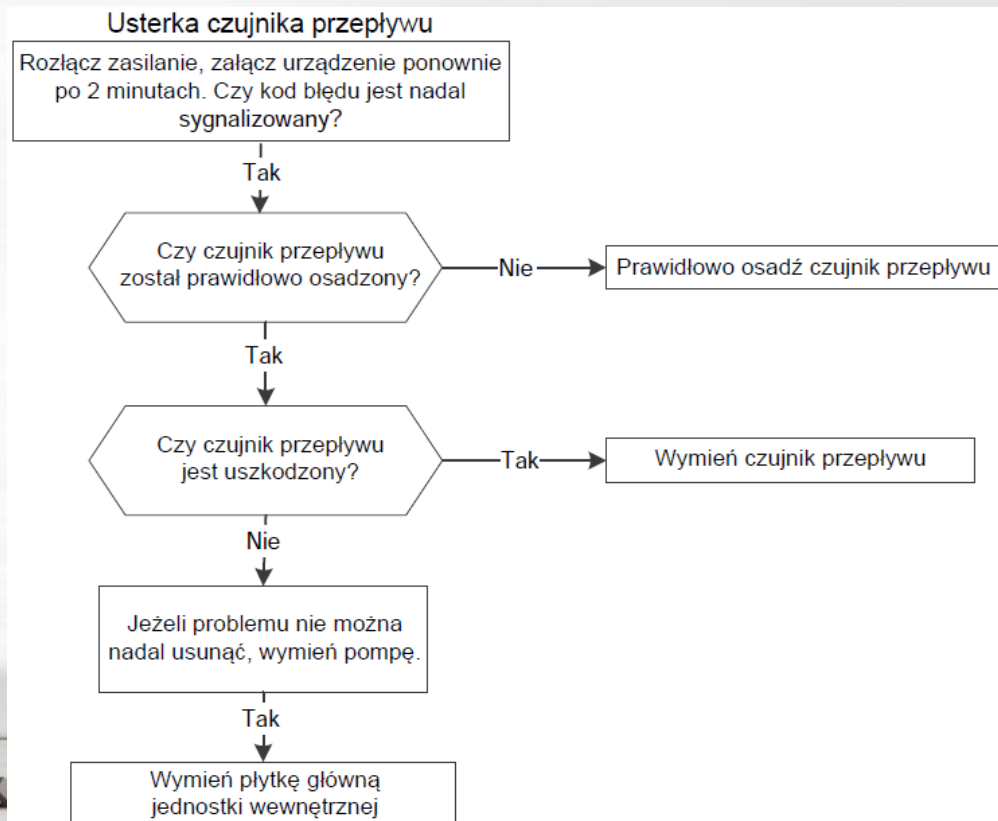 Usterka czujnika przepływu
Rozłącz zasilanie, załącz urządzenie ponownie
po 2 minutach. Czy kod błędu jest nadal
sygnalizowany?
Tak
Czy czujnik przepływu
został prawidłowo osadzony?
Nie
Prawidłowo osadź czujnik przepływu
Tak
Czy czujnik przepływu
jest uszkodzony?
Tak
Wymień czujnik przepływu
Nie
Jeżeli problemu nie można
nadal usunąć, wymień pompę.
Tak
Wymień płytkę główną
jednostki wewnętrznej